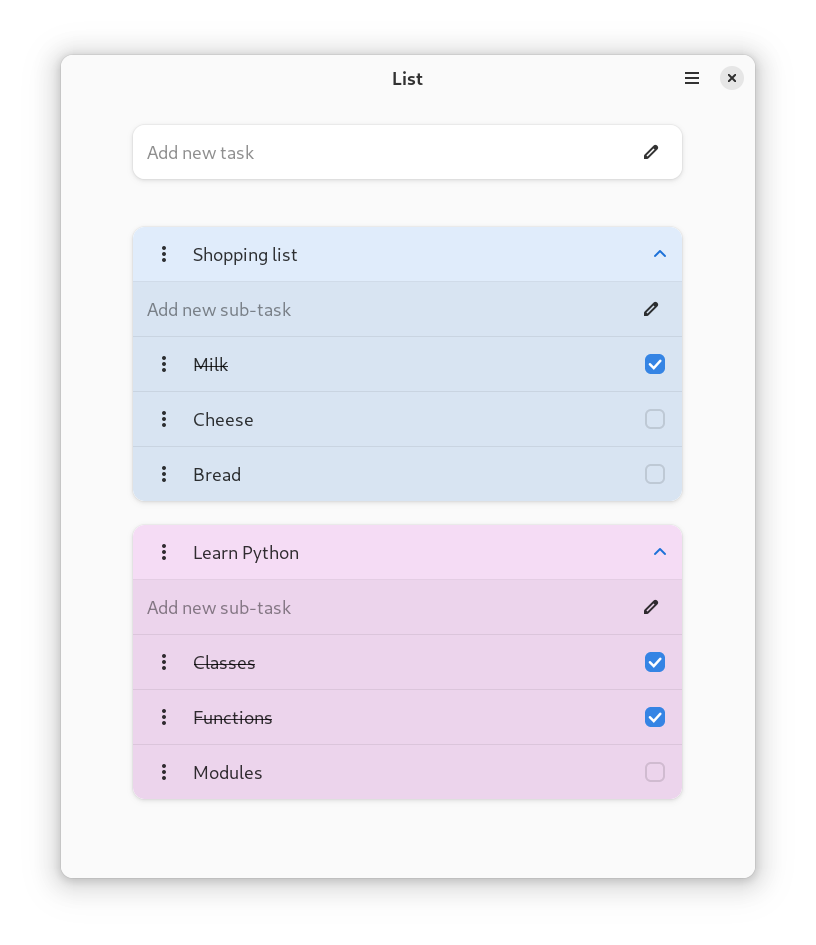 List
Add new task
Shopping list
Add new sub-task
Milk
Cheese
Bread
Learn Python
Add new sub-task
Classes
Functions
Modules